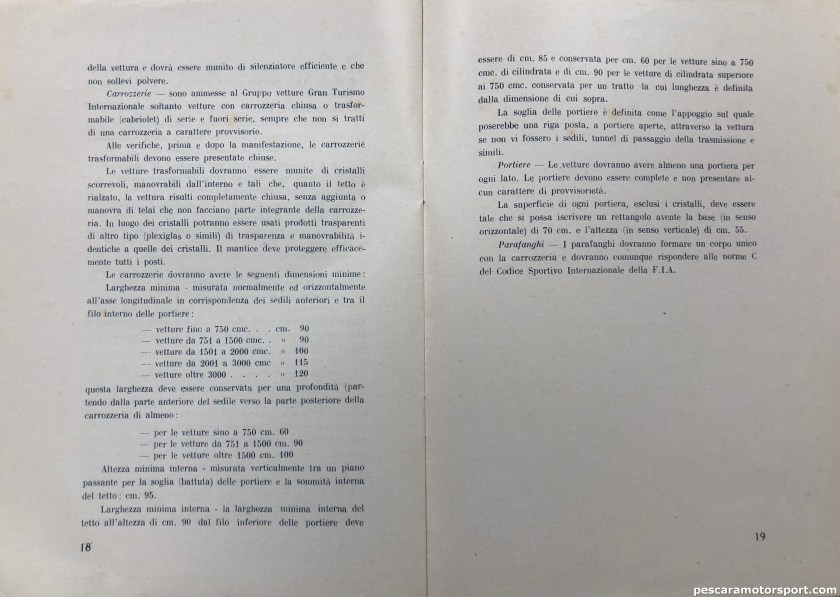 della vettura e dovrà essere munito di silenziatore efficiente e che
non sollevi polvere.
Carrozzerie — sono ammesse al Gruppo vetture Gran Turismo
Internazionale soltanto vetture con carrozzeria chiusa o trasfor-
mabile (cabriolet) di serie e fuori serie, sempre che non si tratti
di una carrozzeria a carattere provvisorio.
Alle verifiche, prima e dopo la manifestazione, le carrozzerie
trasformabili devono essere presentate chiuse.
Le vetture trasformabili dovranno essere munite di cristalli
scorrevoli, manovrabili dall'interno e tali che, quanto il tetto è
rialzato, la vettura risulti completamente chiusa, senza aggiunta o
manovra di telai che non facciano parte integrante della carrozze-
ria. In luogo dei cristalli potranno essere usati prodotti trasparenti
di altro tipo (plexiglas o simili) di trasparenza e manovrabilità i-
dentiche a quelle dei cristalli. Il mantice deve proteggere efficace-
mente tutti i posti.
Le carrozzerie dovranno avere le seguenti dimensioni minime:
Larghezza minima - misurata normalmente ed orizzontalmente
all'asse longitudinale in corrispondenza dei sedili anteriori e tra il
filo interno delle portiere:
— vetture fino a 750 cmc. . . cm. 90
— vetture da 751 a 1500 cmc. . » 90
— vetture da 1501 a 2000 cmc. » 100
— vetture da 2001 a 3000 cmc » 115
— vetture oltre 3000 . . . . » 120
questa larghezza deve essere conservata per una profondità (par-
tendo dalla parte anteriore del sedile verso la parte posteriore della
carrozzeria di almeno:
— per le vetture sino a 750 cm. 60
— per le vetture da 751 a 1500 cm. 90
— per le vetture oltre 1500 cm. 100
Altezza minima interna - misurata verticalmente tra un piano
passante per la soglia (battuta) delle portiere e la sommità interna
del tetto: cm. 95.
Larghezza minima interna - la larghezza minima interna del
tetto all'altezza di cm. 90 dal filo inferiore delle portiere deve
18
essere di cm. 85 e conservata per cm. 60 per le vetture sino a 750
cmc. di cilindrata e di cm. 90 per le vetture di cilindrata superiore
ai 750 cmc. conservata per un tratto la cui lunghezza è definita
dalla dimensione di cui sopra.
La soglia delle portiere è definita come l'appoggio sul quale
poserebbe una riga posta, a portiere aperte, attraverso la vettura
se non vi fossero i sedili, tunnel di passaggio della trasmissione e
simili.
Portiere — Le vetture dovranno avere almeno una portiera per
ogni lato. Le portiere devono essere complete e non presentare al-
cun carattere di provvisorietà.
La superficie di ogni portiera, esclusi i cristalli, deve essere
tale che si possa iscrivere un rettangolo avente la base (in senso
orizzontale) di 70 cm. e l'altezza (in senso verticale) di cm. 55.
Parafanghi — I parafanghi dovranno formare un corpo unico
con la carrozzeria e dovranno comunque rispondere alle norme C
del Codice Sportivo Internazionale della F.I.A.
19
pescaramotorsport.com